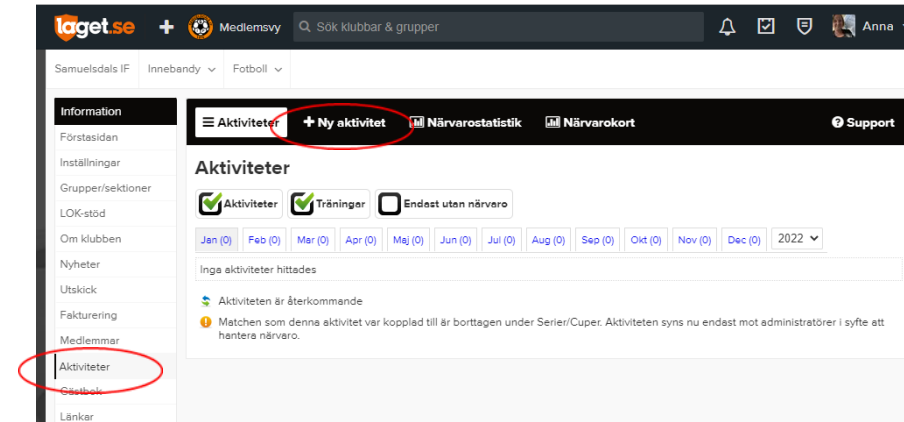 laget.se + Medlemsvy Sök klubbar & grupper Anna
Samuelsdals IF Innebandy Fotboll
Information
Förstasidan
Inställningar
Grupper/sektioner
LOK-stöd
Om klubben
Nyheter
Utskick
Fakturering
Medlemmar
Aktiviteter
Gästbok
Länkar
Aktiviteter + Ny aktivitet Närvarostatistik Närvarokort Support
Aktiviteter
Aktiviteter Träningar Endast utan närvaro
Jan (0) Feb (0) Mar (0) Apr (0) Maj (0) Jun (0) Jul (0) Aug (0) Sep (0) Okt (0) Nov (0) Dec (0) 2022
Inga aktiviteter hittades
Aktiviteten är återkommande
Matchen som denna aktivitet var kopplad till är borttagen under Serier/Cuper. Aktiviteten syns nu endast mot administratörer i syfte att
hantera närvaro.